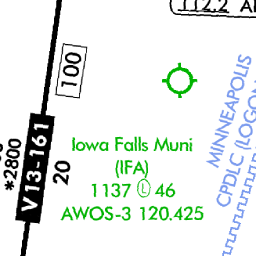 112.2
100
MINNEAPOLIS
CPDLC (LOGON
Iowa Falls Muni
(IFA)
1137 Ⓛ 46
AWOS-3 120.425
V13-161
20
*2800